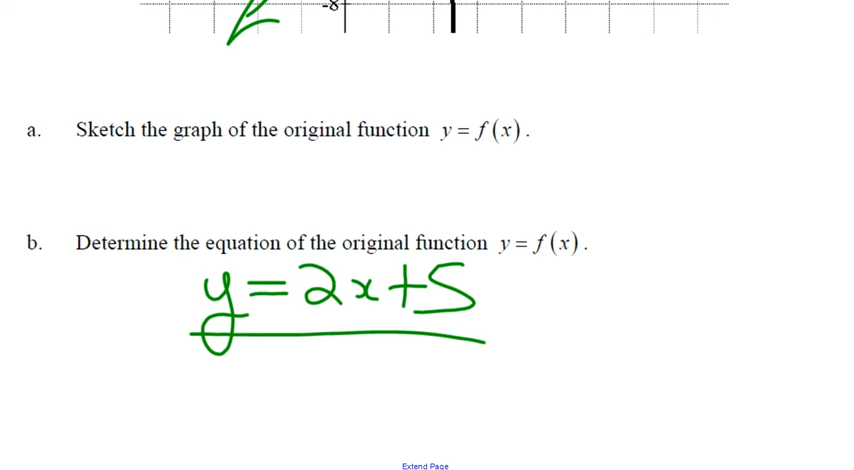 -8
a. Sketch the graph of the original function y = f(x).
b. Determine the equation of the original function y = f(x).
y = 2x + 5
Extend Page